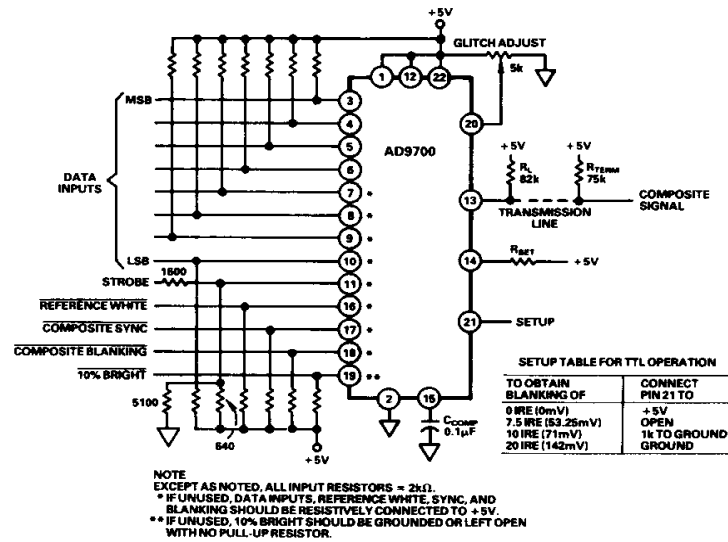 +5V
GLITCH ADJUST
5k
1
12
22
MSB
3
4
5
6
7 *
8 *
9 *
10 *
11 *
16 *
17 *
18 *
19 **
20
13
14
21
2
15
AD9700
DATA INPUTS
LSB
1600
STROBE
REFERENCE WHITE
COMPOSITE SYNC
COMPOSITE BLANKING
10% BRIGHT
5100
640
+5V
+5V
RL
82k
+5V
RTERM
75k
COMPOSITE SIGNAL
TRANSMISSION LINE
RSET
+5V
SETUP
CCOMP
0.1µF
SETUP TABLE FOR TTL OPERATION
TO OBTAIN BLANKING OF
CONNECT PIN 21 TO
0 IRE (0mV) +5V
7.5 IRE (53.25mV) OPEN
10 IRE (71mV) 1k TO GROUND
20 IRE (142mV) GROUND
NOTE
EXCEPT AS NOTED, ALL INPUT RESISTORS = 2kΩ.
* IF UNUSED, DATA INPUTS, REFERENCE WHITE, SYNC, AND
BLANKING SHOULD BE RESISTIVELY CONNECTED TO +5V.
** IF UNUSED, 10% BRIGHT SHOULD BE GROUNDED OR LEFT OPEN
WITH NO PULL-UP RESISTOR.